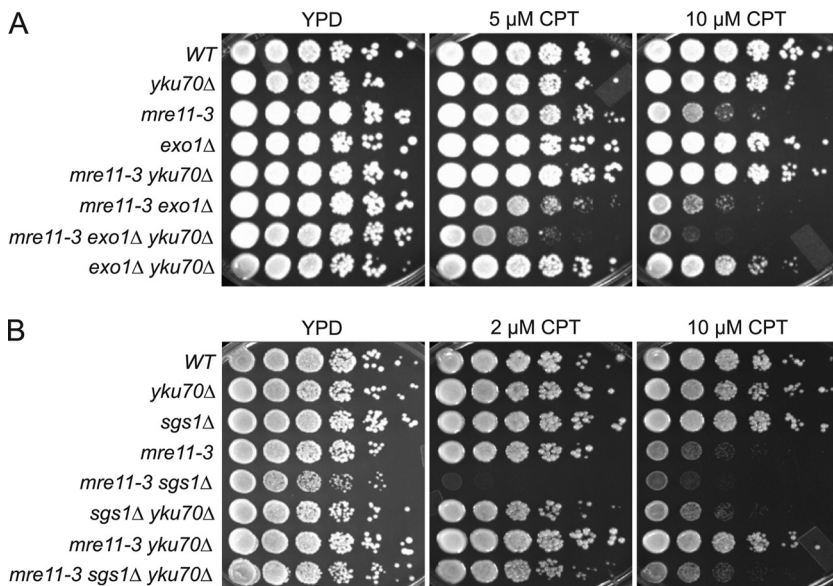 A
YPD 5 µM CPT 10 µM CPT
WT
yku70Δ
mre11-3
exo1Δ
mre11-3 yku70Δ
mre11-3 exo1Δ
mre11-3 exo1Δ yku70Δ
exo1Δ yku70Δ
B
YPD 2 µM CPT 10 µM CPT
WT
yku70Δ
sgs1Δ
mre11-3
mre11-3 sgs1Δ
sgs1Δ yku70Δ
mre11-3 yku70Δ
mre11-3 sgs1Δ yku70Δ